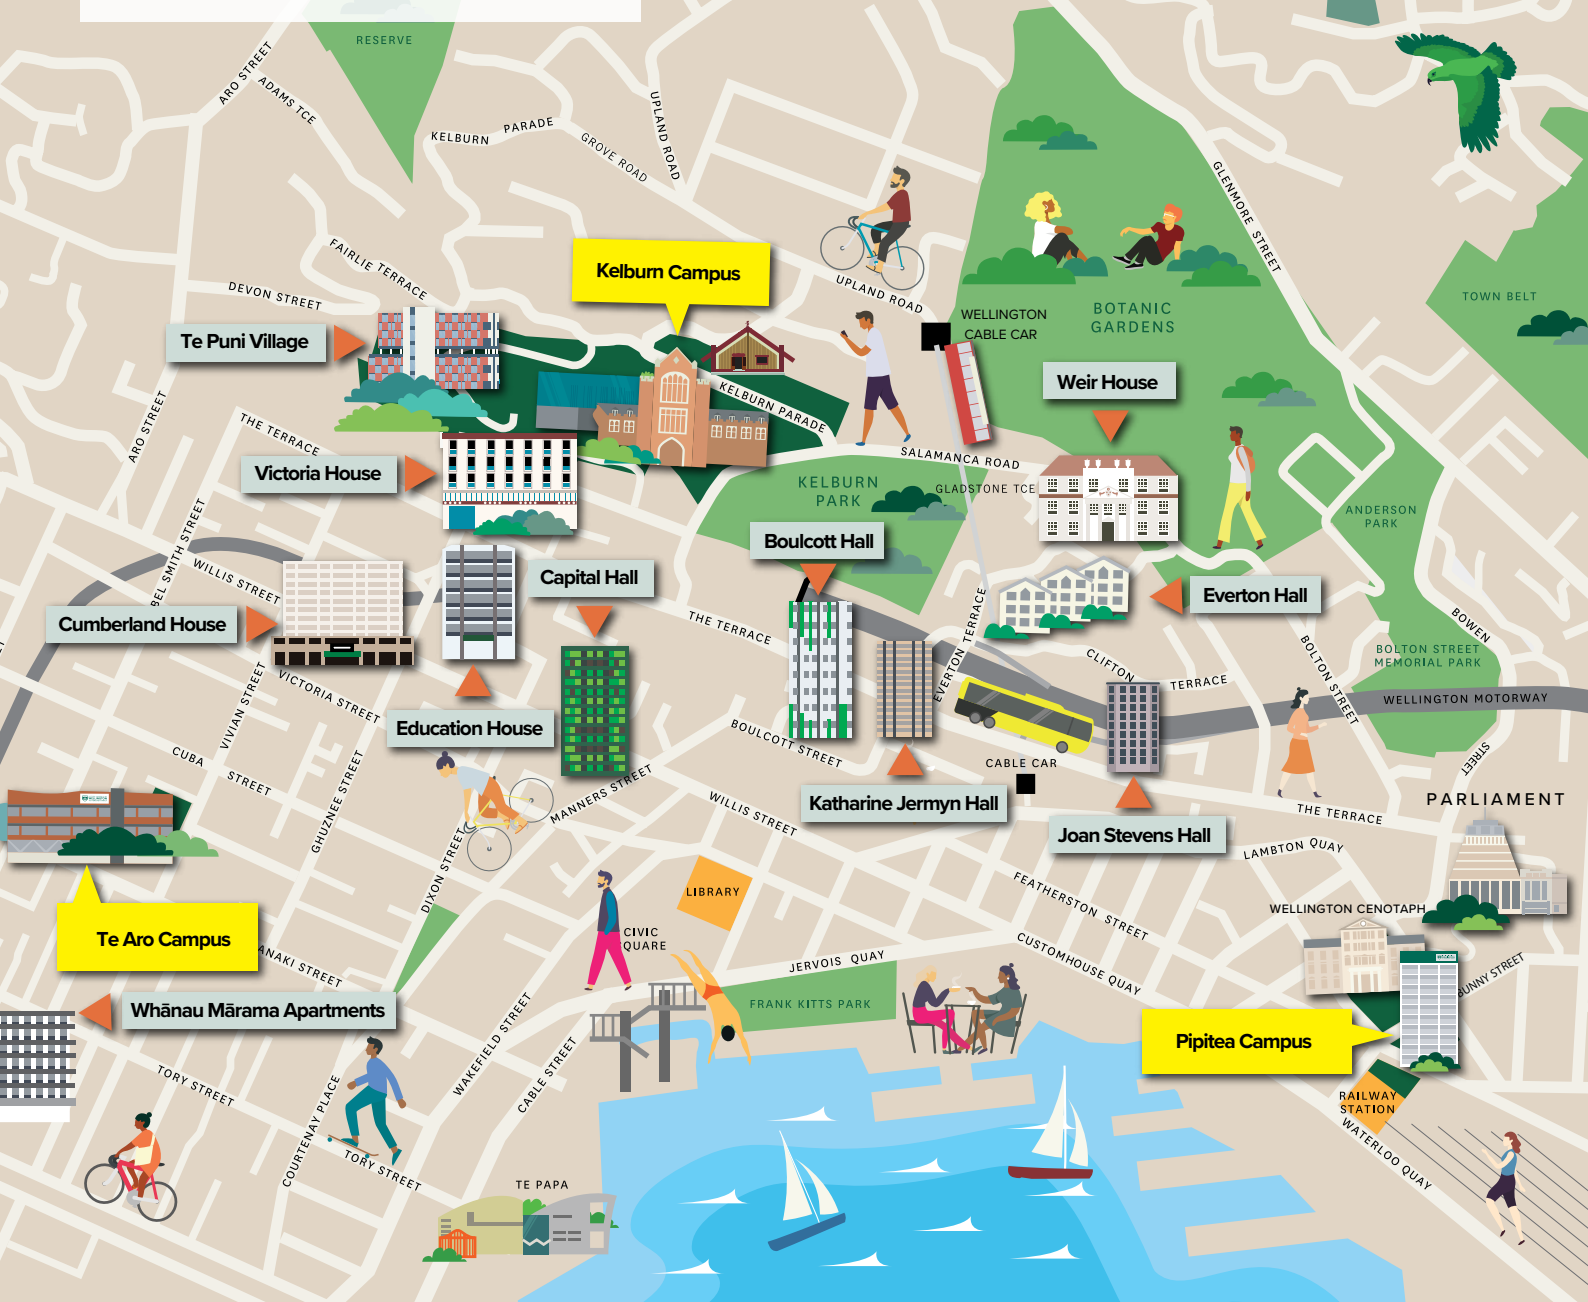 RESERVE
ARO STREET
ADAMS TCE
KELBURN PARADE
GROVE ROAD
UPLAND ROAD
GLENMORE STREET
FAIRLIE TERRACE
DEVON STREET
Kelburn Campus
UPLAND ROAD
WELLINGTON
CABLE CAR
BOTANIC
GARDENS
TOWN BELT
Te Puni Village
Weir House
KELBURN PARADE
ARO STREET
THE TERRACE
Victoria House
SALAMANCA ROAD
KELBURN
PARK
GLADSTONE TCE
ANDERSON
PARK
Boulcott Hall
WILLIS STREET
BEL SMITH STREET
Capital Hall
Everton Hall
Cumberland House
THE TERRACE
EVERTON TERRACE
CLIFTON TERRACE
BOLTON STREET
BOWEN STREET
BOLTON STREET
MEMORIAL PARK
WELLINGTON MOTORWAY
VIVIAN STREET
VICTORIA STREET
Education House
BOULCOTT STREET
CUBA STREET
GHUZNEE STREET
MANNERS STREET
CABLE CAR
Katharine Jermyn Hall
Joan Stevens Hall
WILLIS STREET
THE TERRACE
PARLIAMENT
LAMBTON QUAY
DIXON STREET
LIBRARY
FEATHERSTON STREET
WELLINGTON CENOTAPH
Te Aro Campus
CIVIC
QUARE
ANAKI STREET
JERVOIS QUAY
CUSTOMHOUSE QUAY
BUNNY STREET
Whānau Mārama Apartments
FRANK KITTS PARK
Pipitea Campus
WAKEFIELD STREET
CABLE STREET
TORY STREET
COURTENAY PLACE
RAILWAY
STATION
WATERLOO QUAY
TORY STREET
TE PAPA